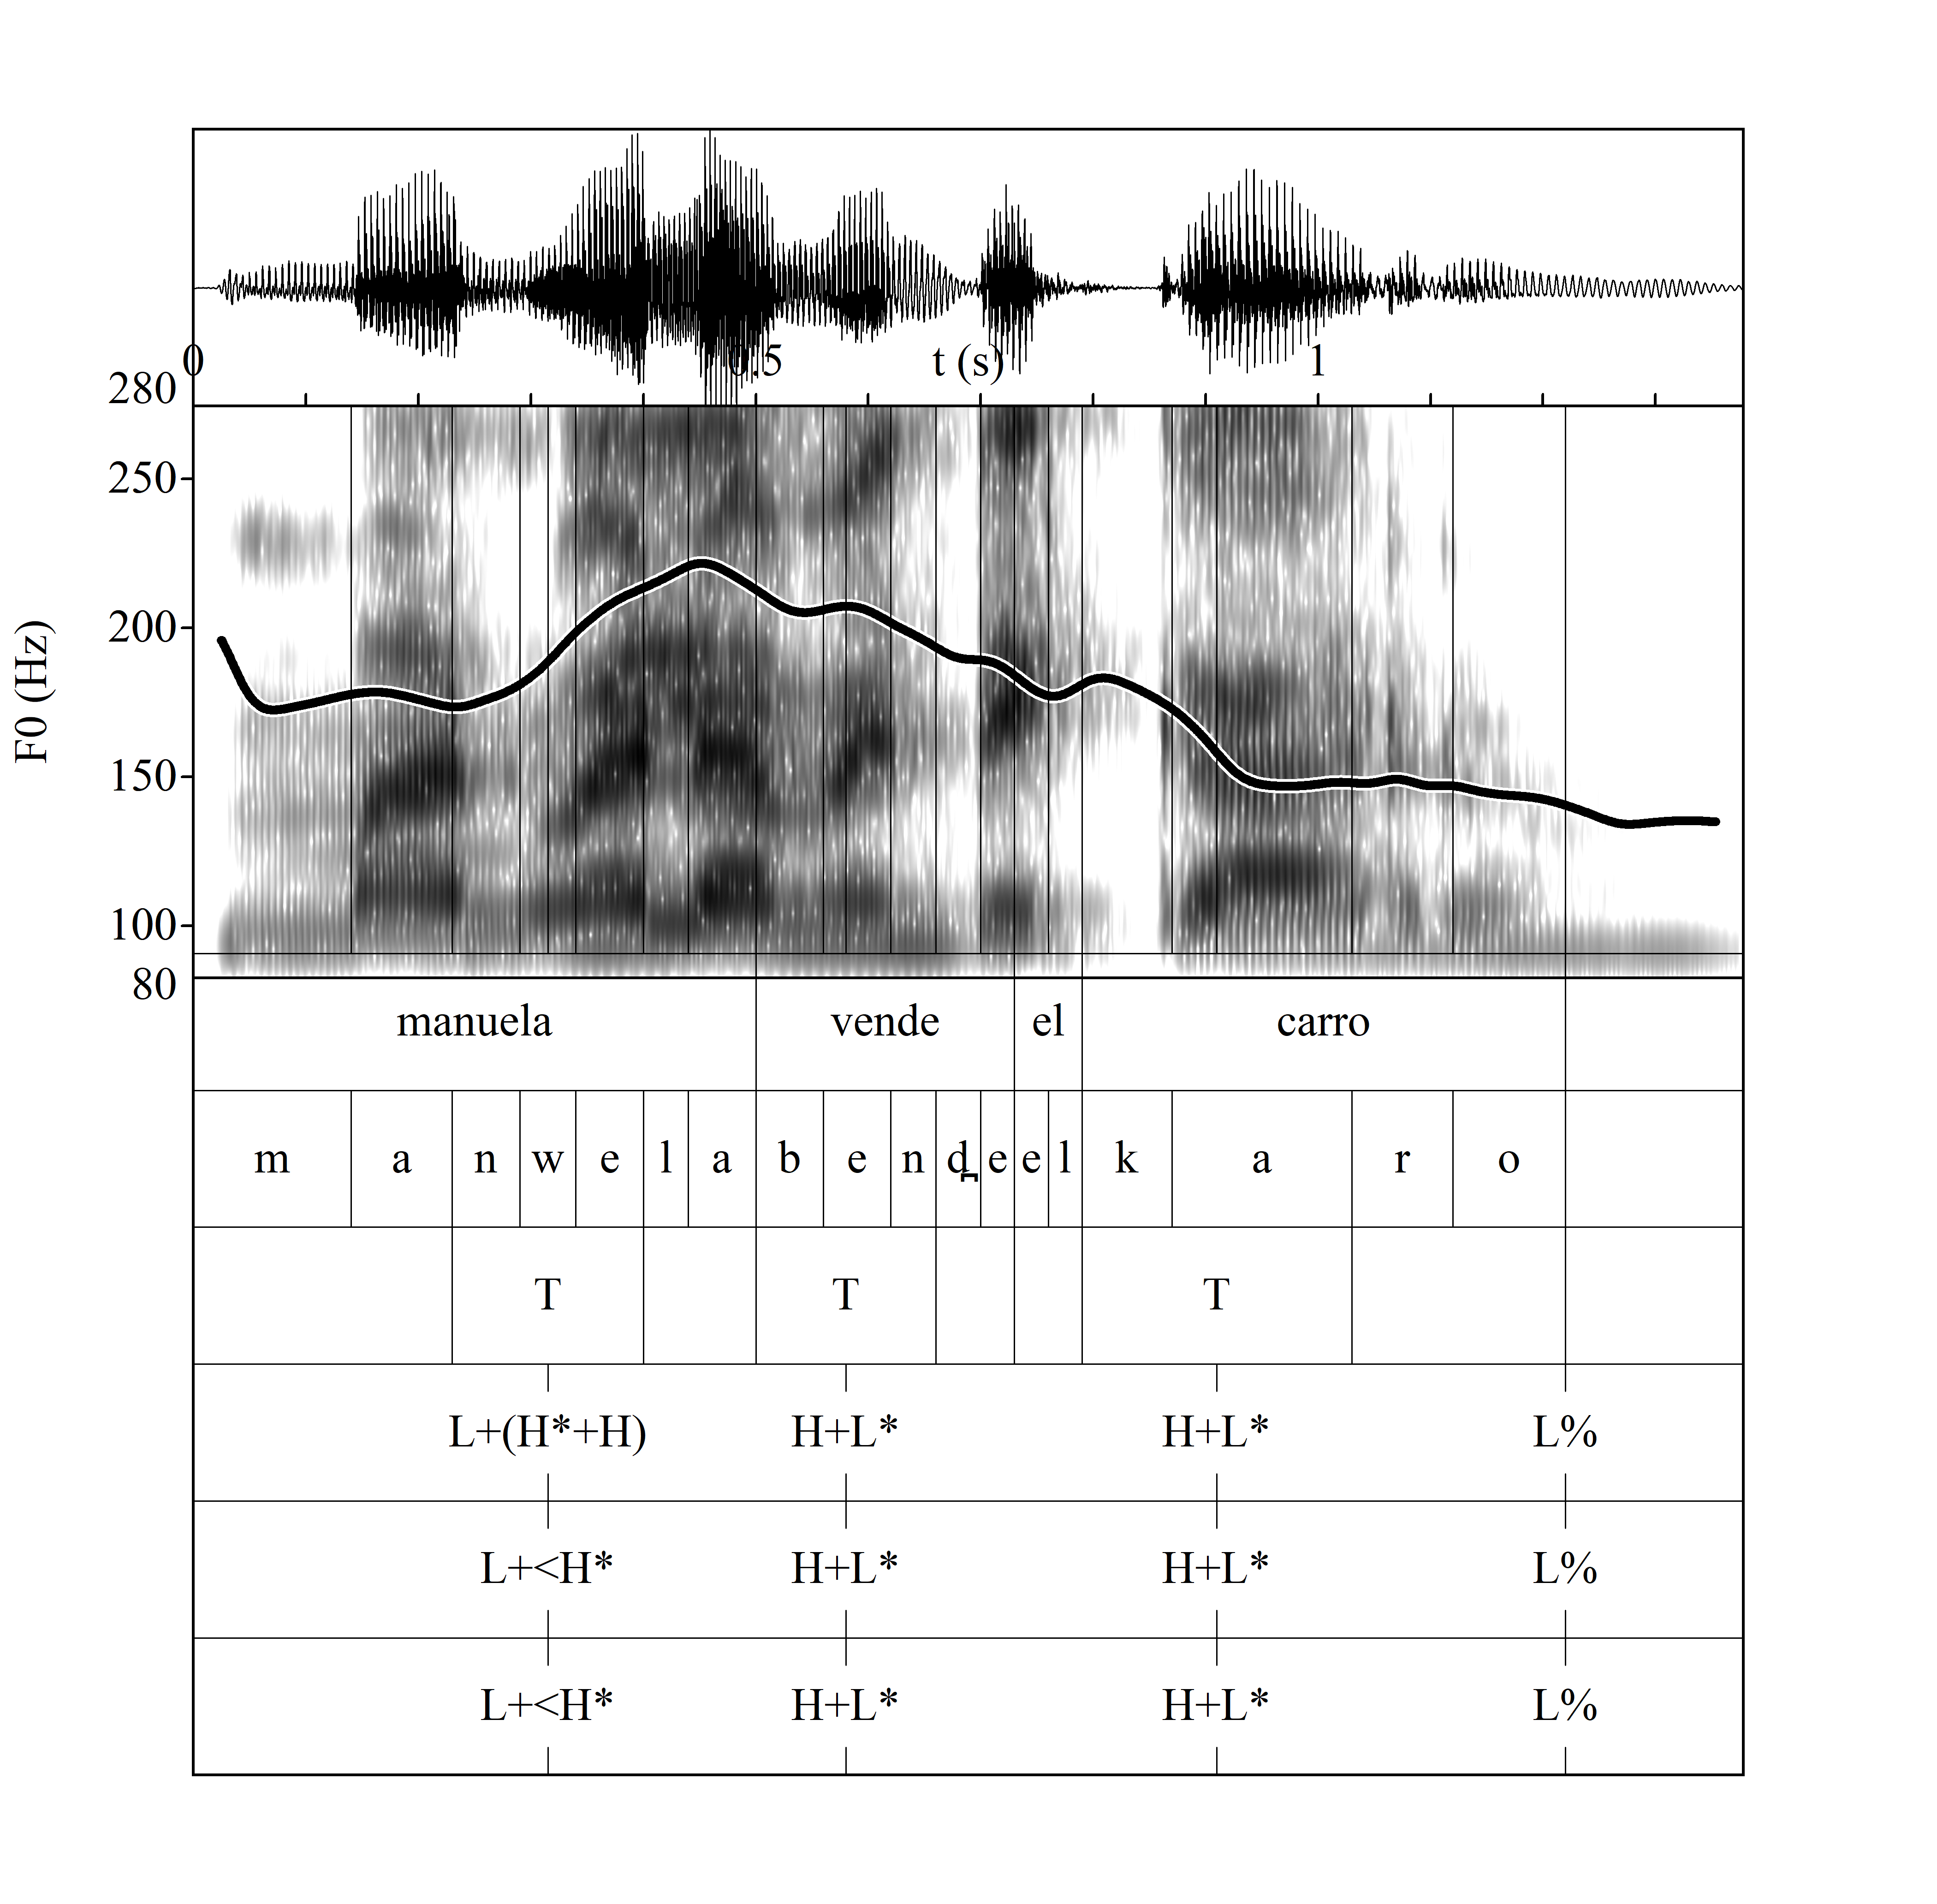 0 0.5 t (s) 1
280
250
200
150
100
80
F0 (Hz)
manuela vende el carro
m a n w e l a b e n d̪ e e l k a r o
T T T
L+(H*+H) H+L* H+L* L%
L+<H* H+L* H+L* L%
L+<H* H+L* H+L* L%